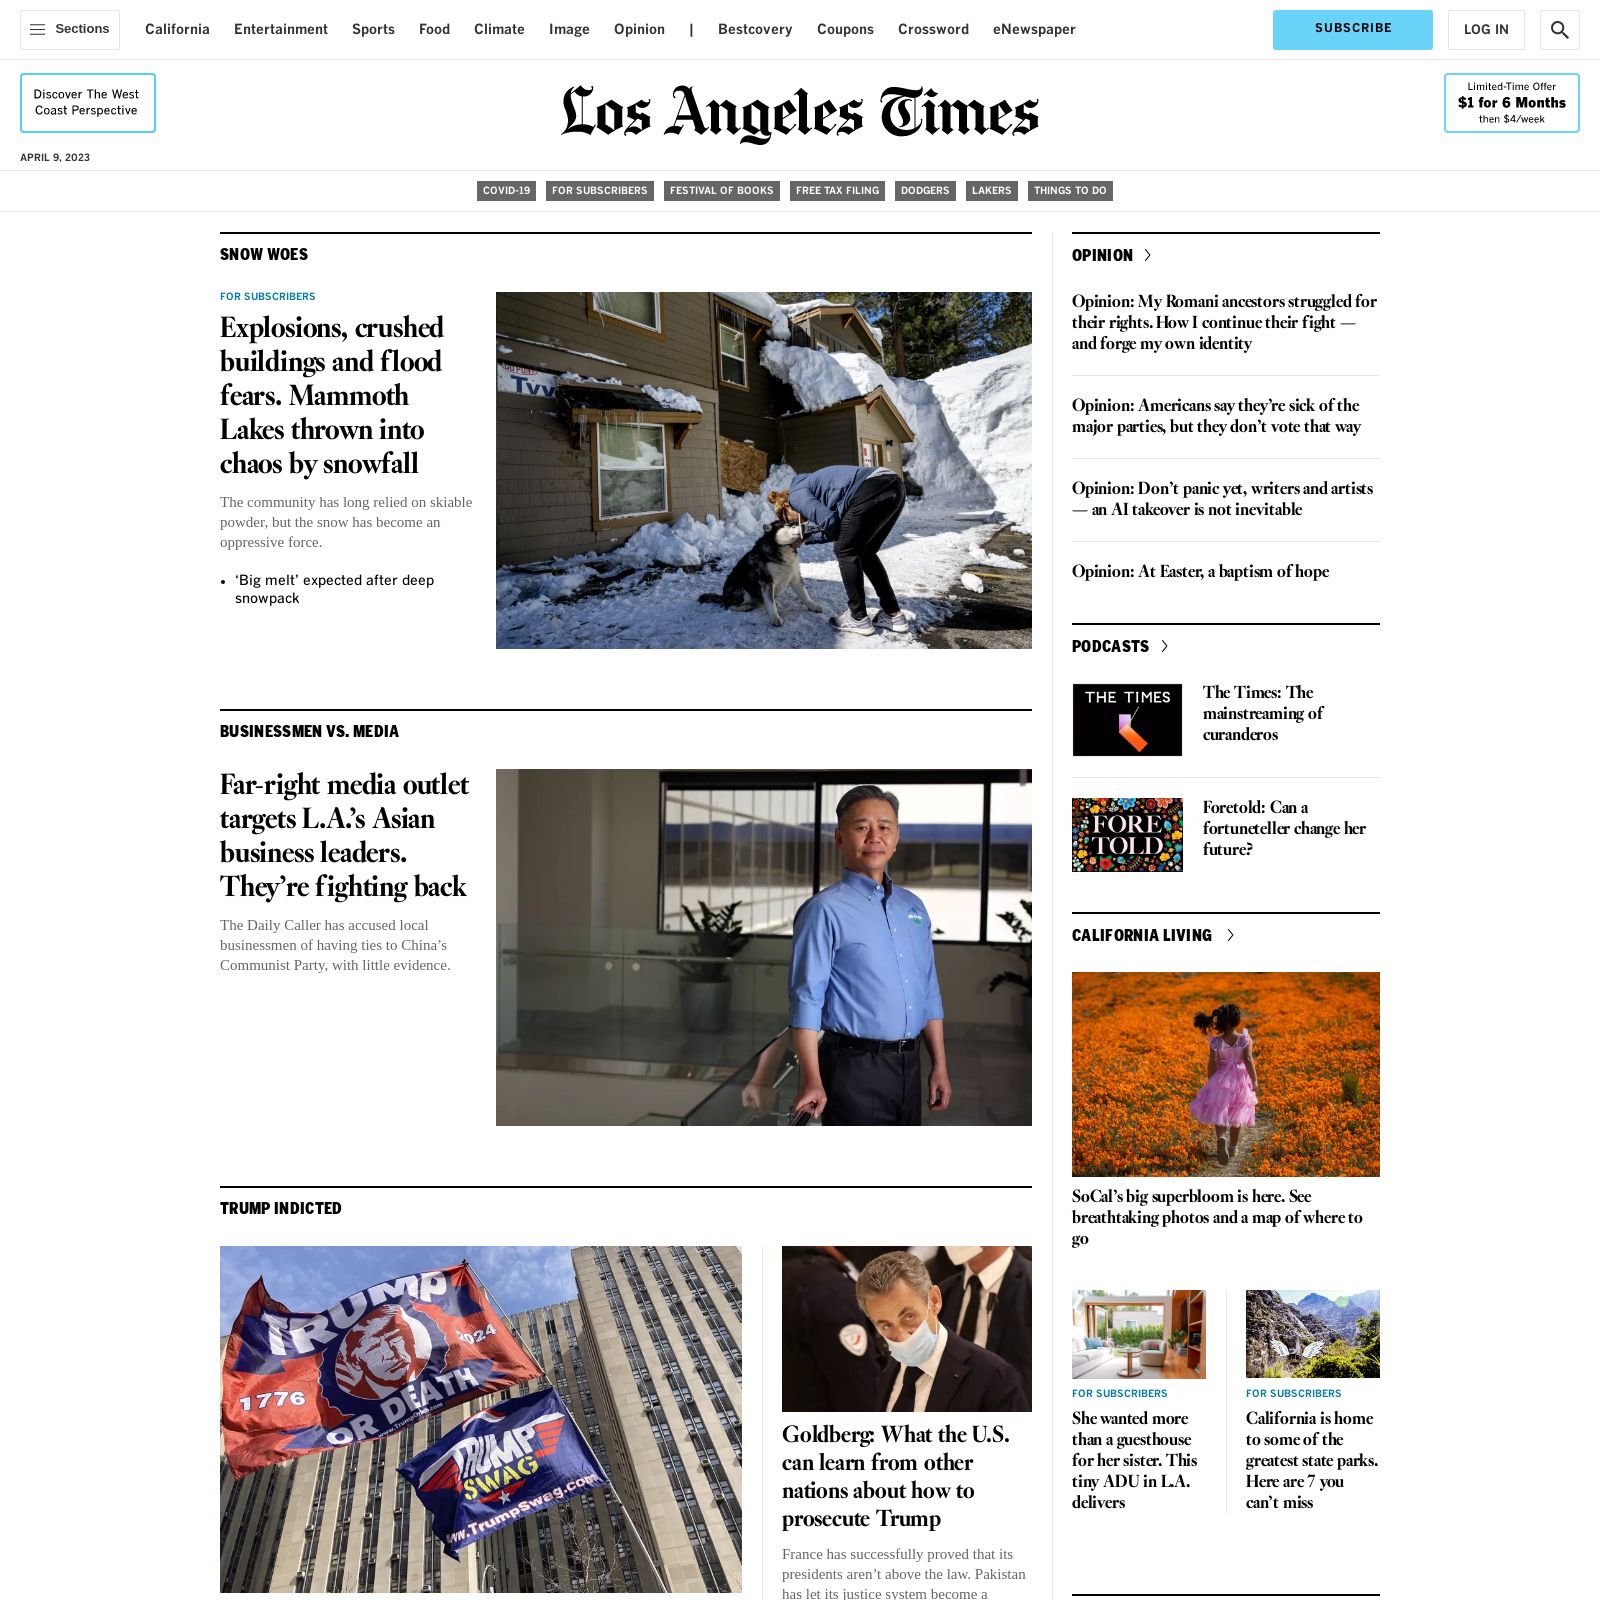 Sections
California
Entertainment
Sports
Food
Climate
Image
Opinion
|
Bestcovery
Coupons
Crossword
eNewspaper
SUBSCRIBE
LOG IN
Discover The West
Coast Perspective
Los Angeles Times
Limited-Time Offer
$1 for 6 Months
then $4/week
APRIL 9, 2023
COVID-19
FOR SUBSCRIBERS
FESTIVAL OF BOOKS
FREE TAX FILING
DODGERS
LAKERS
THINGS TO DO
SNOW WOES
FOR SUBSCRIBERS
Explosions, crushed
buildings and flood
fears. Mammoth
Lakes thrown into
chaos by snowfall
The community has long relied on skiable
powder, but the snow has become an
oppressive force.
• ‘Big melt’ expected after deep
snowpack
BUSINESSMEN VS. MEDIA
Far-right media outlet
targets L.A.’s Asian
business leaders.
They’re fighting back
The Daily Caller has accused local
businessmen of having ties to China’s
Communist Party, with little evidence.
TRUMP INDICTED
TRUMP
2024
1776
OR DEATH
TRUMP
SWAG
www.TrumpSwag.com
Goldberg: What the U.S.
can learn from other
nations about how to
prosecute Trump
France has successfully proved that its
presidents aren’t above the law. Pakistan
has let its justice system become a
OPINION
Opinion: My Romani ancestors struggled for
their rights. How I continue their fight —
and forge my own identity
Opinion: Americans say they’re sick of the
major parties, but they don’t vote that way
Opinion: Don’t panic yet, writers and artists
— an AI takeover is not inevitable
Opinion: At Easter, a baptism of hope
PODCASTS
THE TIMES
The Times: The
mainstreaming of
curanderos
FORE
TOLD
Foretold: Can a
fortuneteller change her
future?
CALIFORNIA LIVING
SoCal’s big superbloom is here. See
breathtaking photos and a map of where to
go
FOR SUBSCRIBERS
She wanted more
than a guesthouse
for her sister. This
tiny ADU in L.A.
delivers
FOR SUBSCRIBERS
California is home
to some of the
greatest state parks.
Here are 7 you
can’t miss